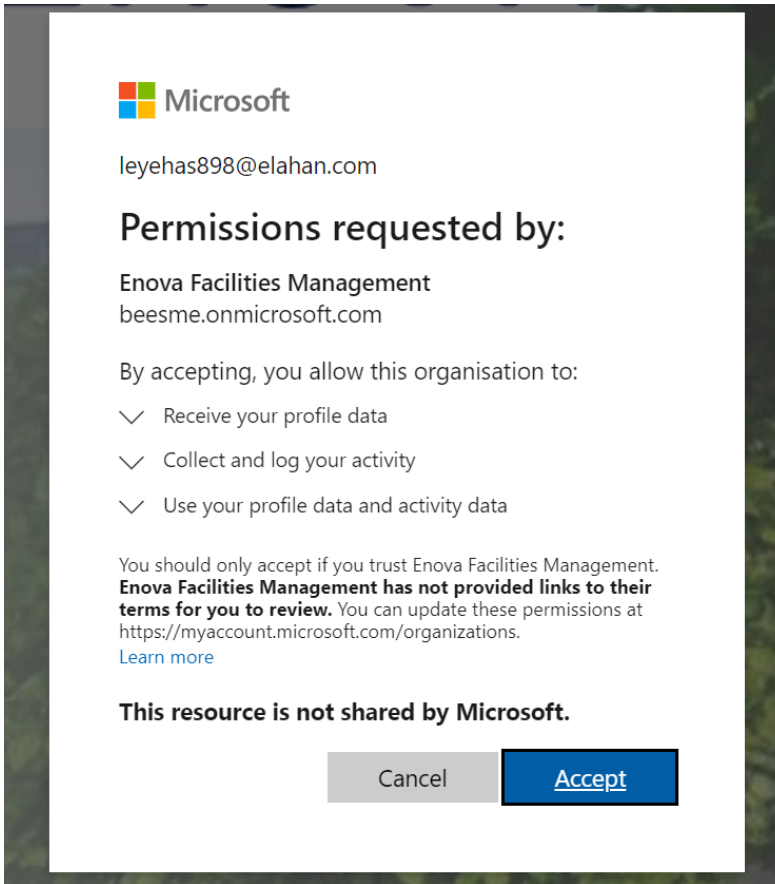 Microsoft
leyehas898@elahan.com
Permissions requested by:
Enova Facilities Management
beesme.onmicrosoft.com
By accepting, you allow this organisation to:
Receive your profile data
Collect and log your activity
Use your profile data and activity data
You should only accept if you trust Enova Facilities Management.
Enova Facilities Management has not provided links to their
terms for you to review. You can update these permissions at
https://myaccount.microsoft.com/organizations.
Learn more
This resource is not shared by Microsoft.
Cancel
Accept